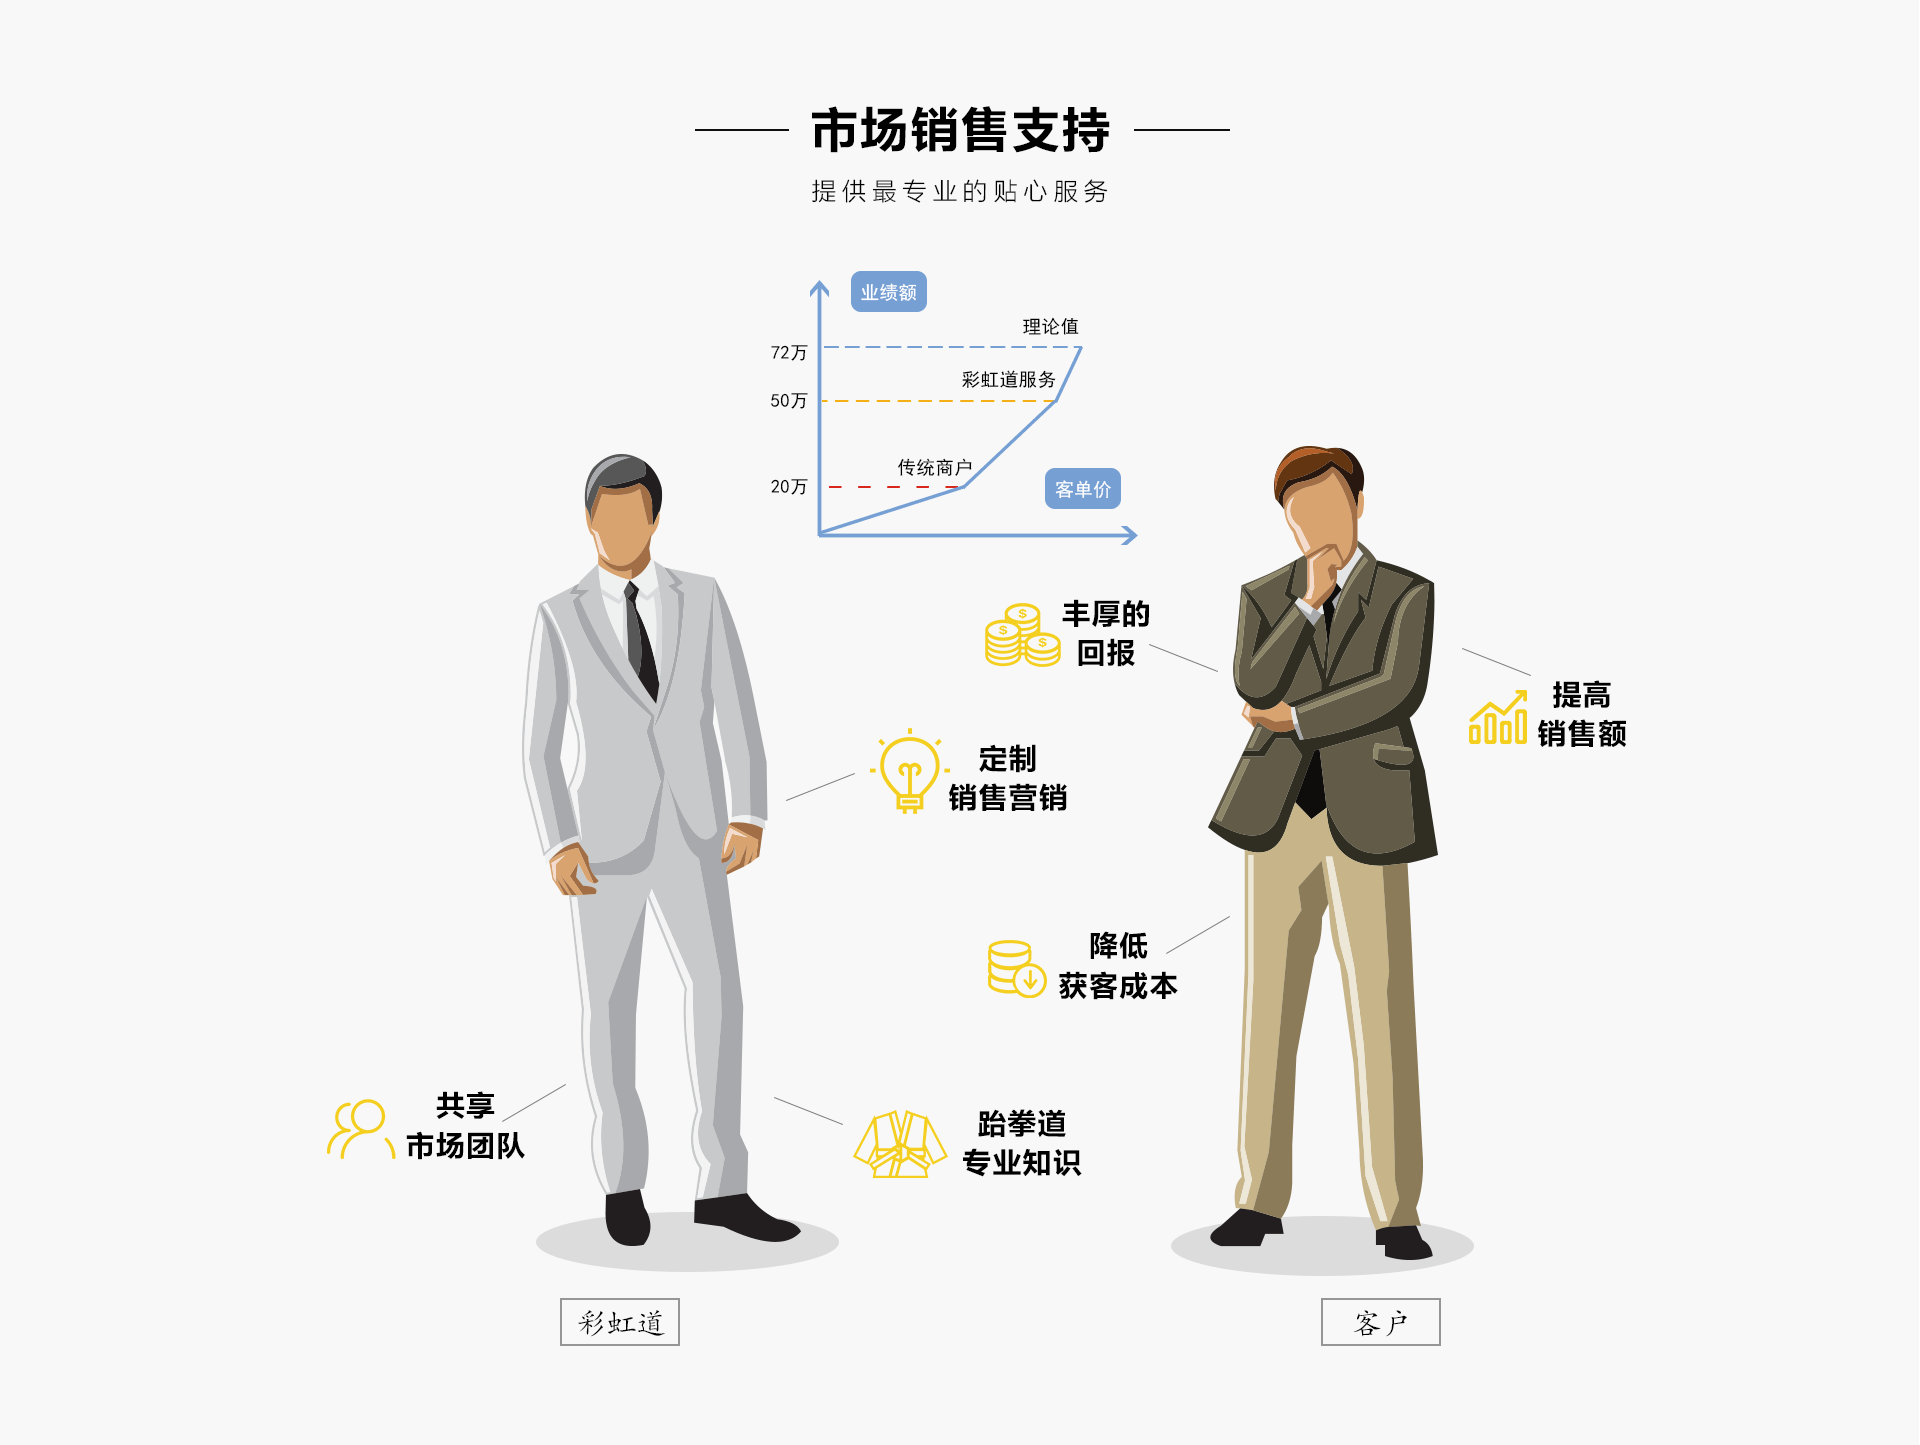 市场销售支持
提供最专业的贴心服务
业绩额
理论值
72万
彩虹道服务
50万
传统商户
20万
客单价
$
$
$
丰厚的
回报
提高
销售额
定制
销售营销
降低
获客成本
共享
市场团队
跆拳道
专业知识
彩虹道
客户